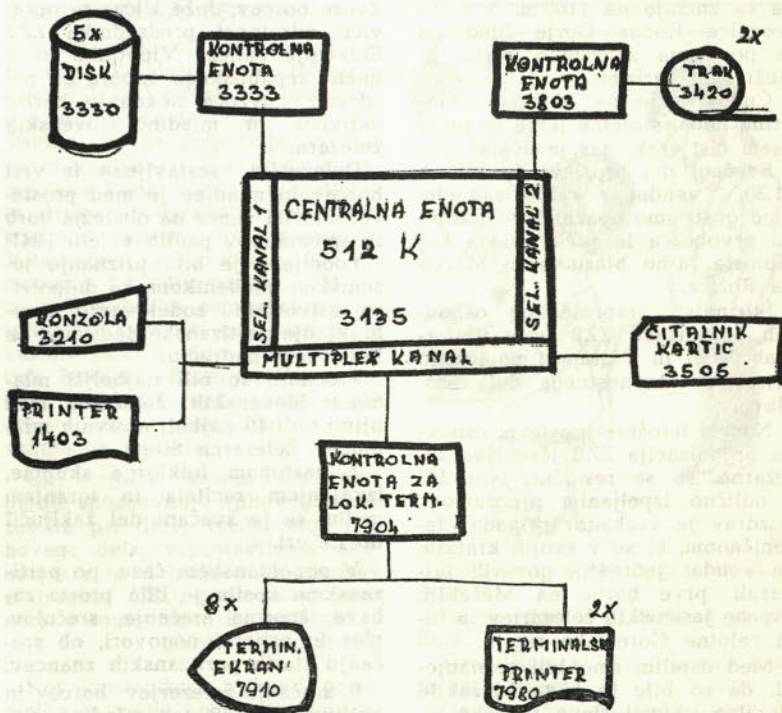 5x
DISK
3330
KONTROLNA
ENOTA
3333
KONTROLNA
ENOTA
3803
2x
TRAK
3420
SEL. KANAL 1
CENTRALNA ENOTA
512 K
3135
SEL. KANAL 2
MULTIPLEX KANAL
KONZOLA
3210
PRINTER
1403
ČITALNIK
KARTIC
3505
KONTROLNA
ENOTA ZA
LOK. TERM.
7904
8x
TERMIN.
EKRANI
7910
2x
TERMINALSKI
PRINTER
7980